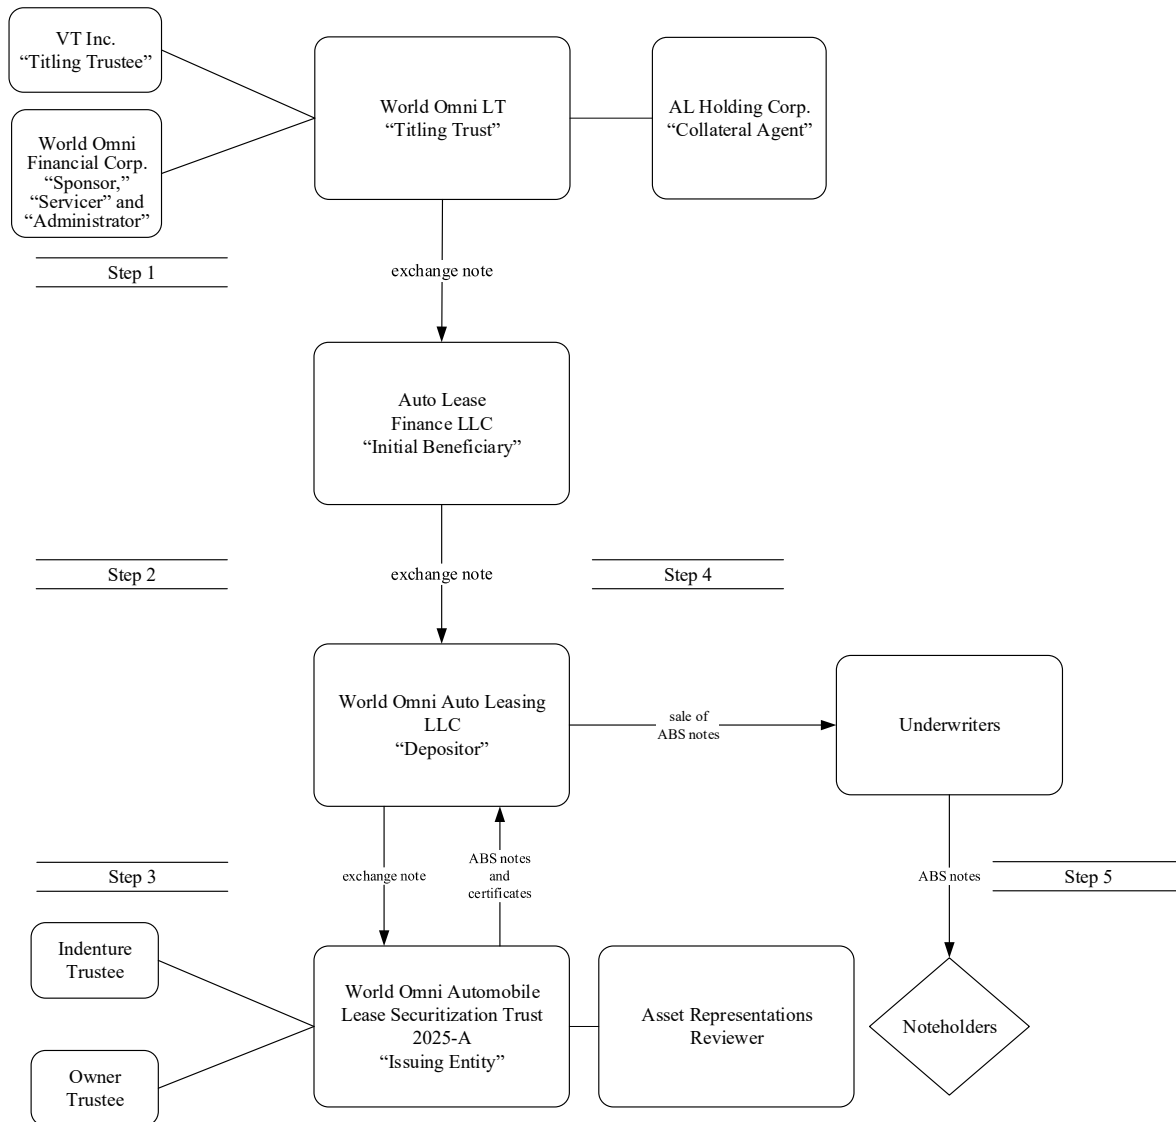 VT Inc.
“Titling Trustee”
World Omni
Financial Corp.
“Sponsor,”
“Servicer” and
“Administrator”
World Omni LT
“Titling Trust”
AL Holding Corp.
“Collateral Agent”
Step 1
exchange note
Auto Lease
Finance LLC
“Initial Beneficiary”
Step 2
exchange note
Step 4
World Omni Auto Leasing
LLC
“Depositor”
sale of
ABS notes
Underwriters
Step 3
exchange note
ABS notes
and
certificates
ABS notes
Step 5
Indenture
Trustee
Owner
Trustee
World Omni Automobile
Lease Securitization Trust
2025-A
“Issuing Entity”
Asset Representations
Reviewer
Noteholders